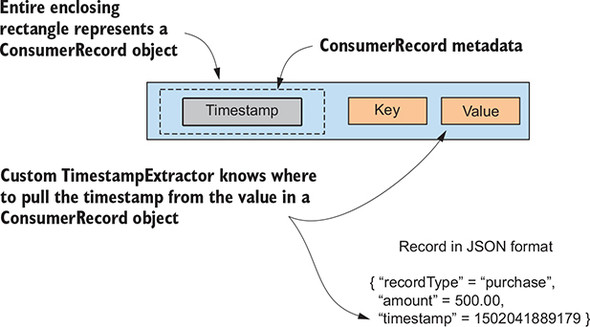 Entire enclosing
rectangle represents a
ConsumerRecord object
ConsumerRecord metadata
Timestamp
Key
Value
Custom TimestampExtractor knows where
to pull the timestamp from the value in a
ConsumerRecord object
Record in JSON format
{ “recordType” = “purchase”,
“amount” = 500.00,
“timestamp” = 1502041889179 }